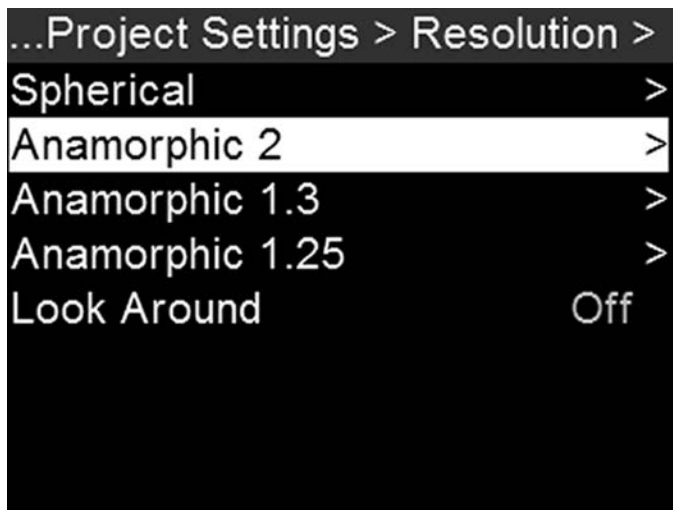 ...Project Settings > Resolution >
Spherical >
Anamorphic 2 >
Anamorphic 1.3 >
Anamorphic 1.25 >
Look Around Off